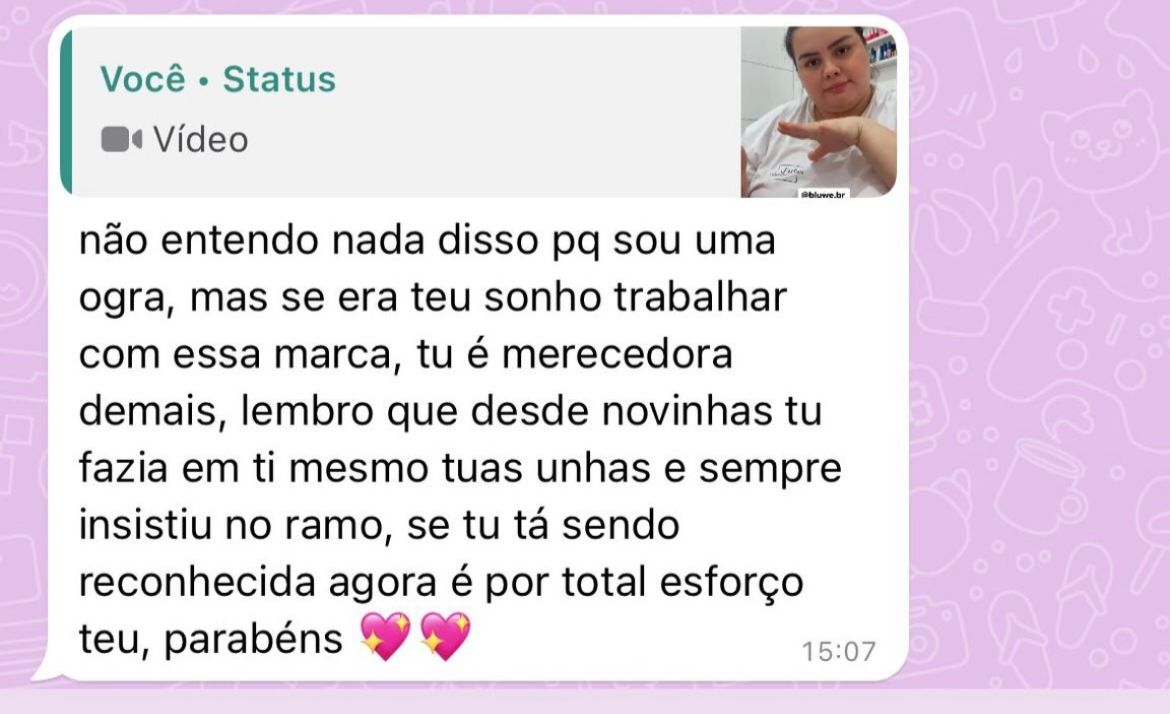 Você • Status
Vídeo
@bluwe.br
não entendo nada disso pq sou uma
ogra, mas se era teu sonho trabalhar
com essa marca, tu é merecedora
demais, lembro que desde novinhas tu
fazia em ti mesmo tuas unhas e sempre
insistiu no ramo, se tu tá sendo
reconhecida agora é por total esforço
teu, parabéns 💖💖
15:07